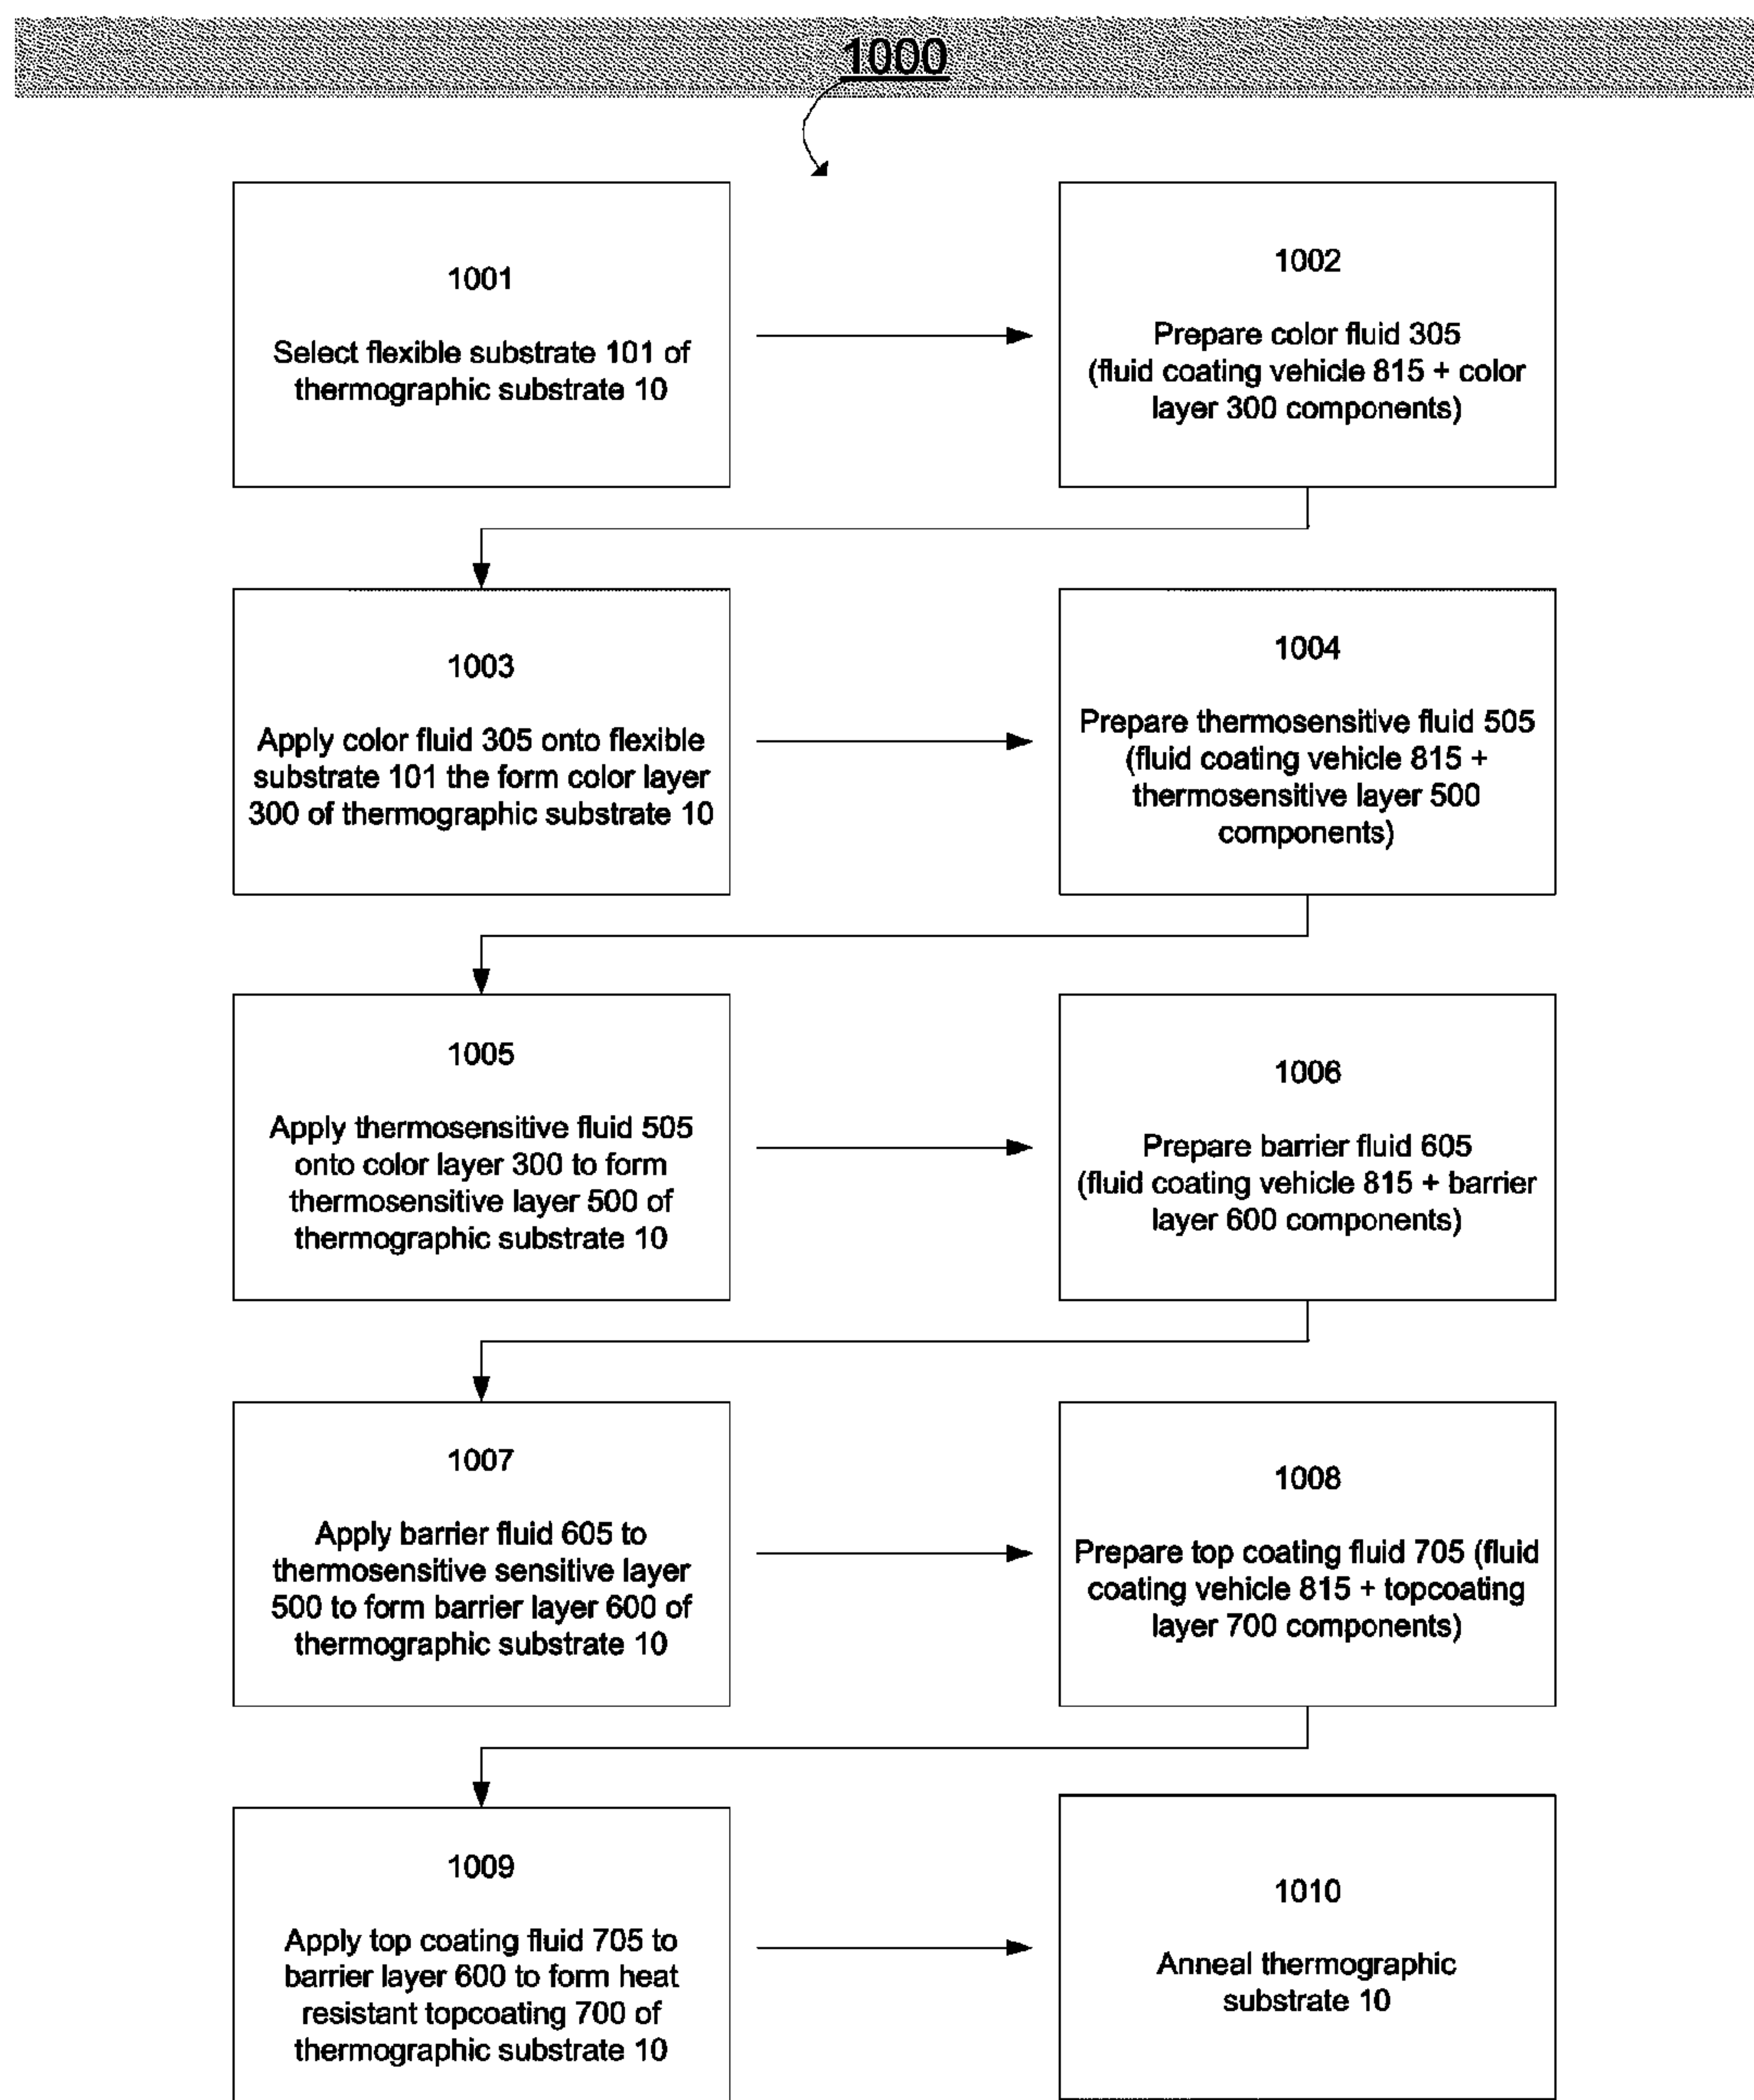 1000
1001
Select flexible substrate 101 of
thermographic substrate 10
1002
Prepare color fluid 305
(fluid coating vehicle 815 + color
layer 300 components)
1003
Apply color fluid 305 onto flexible
substrate 101 the form color layer
300 of thermographic substrate 10
1004
Prepare thermosensitive fluid 505
(fluid coating vehicle 815 +
thermosensitive layer 500
components)
1005
Apply thermosensitive fluid 505
onto color layer 300 to form
thermosensitive layer 500 of
thermographic substrate 10
1006
Prepare barrier fluid 605
(fluid coating vehicle 815 + barrier
layer 600 components)
1007
Apply barrier fluid 605 to
thermosensitive sensitive layer
500 to form barrier layer 600 of
thermographic substrate 10
1008
Prepare top coating fluid 705 (fluid
coating vehicle 815 + topcoating
layer 700 components)
1009
Apply top coating fluid 705 to
barrier layer 600 to form heat
resistant topcoating 700 of
thermographic substrate 10
1010
Anneal thermographic
substrate 10